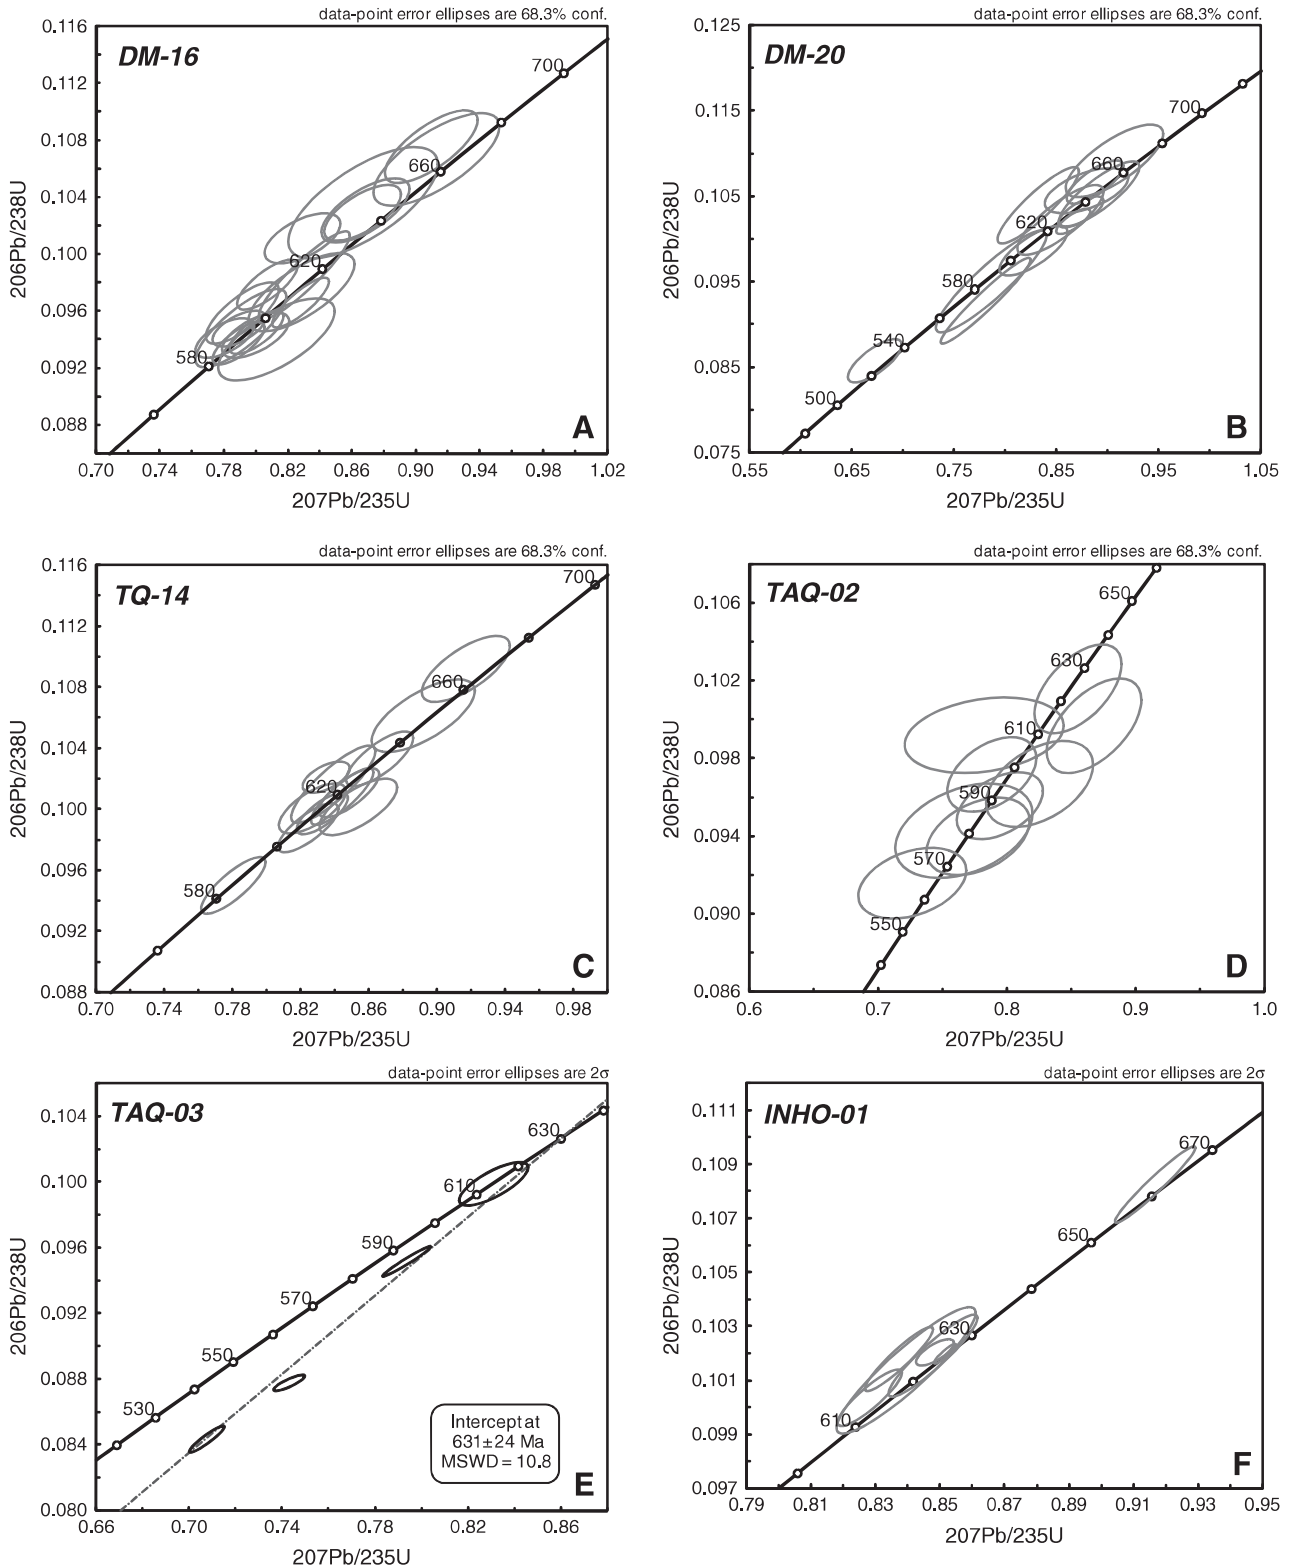 data-point error ellipses are 68.3% conf.
DM-16
206Pb/238U
0.116
0.112
0.108
0.104
0.100
0.096
0.092
0.088
700
660
620
580
A
0.70 0.74 0.78 0.82 0.86 0.90 0.94 0.98 1.02
207Pb/235U
data-point error ellipses are 68.3% conf.
DM-20
206Pb/238U
0.125
0.115
0.105
0.095
0.085
0.075
700
660
620
580
540
500
B
0.55 0.65 0.75 0.85 0.95 1.05
207Pb/235U
data-point error ellipses are 68.3% conf.
TQ-14
206Pb/238U
0.116
0.112
0.108
0.104
0.100
0.096
0.092
0.088
700
660
620
580
C
0.70 0.74 0.78 0.82 0.86 0.90 0.94 0.98
207Pb/235U
data-point error ellipses are 68.3% conf.
TAQ-02
206Pb/238U
0.106
0.102
0.098
0.094
0.090
0.086
650
630
610
590
570
550
D
0.6 0.7 0.8 0.9 1.0
207Pb/235U
data-point error ellipses are 2σ
TAQ-03
206Pb/238U
0.104
0.100
0.096
0.092
0.088
0.084
0.080
630
610
590
570
550
530
Intercept at
631±24 Ma
MSWD = 10.8
E
0.66 0.70 0.74 0.78 0.82 0.86
207Pb/235U
data-point error ellipses are 2σ
INHO-01
206Pb/238U
0.111
0.109
0.107
0.105
0.103
0.101
0.099
0.097
670
650
630
610
F
0.79 0.81 0.83 0.85 0.87 0.89 0.91 0.93 0.95
207Pb/235U